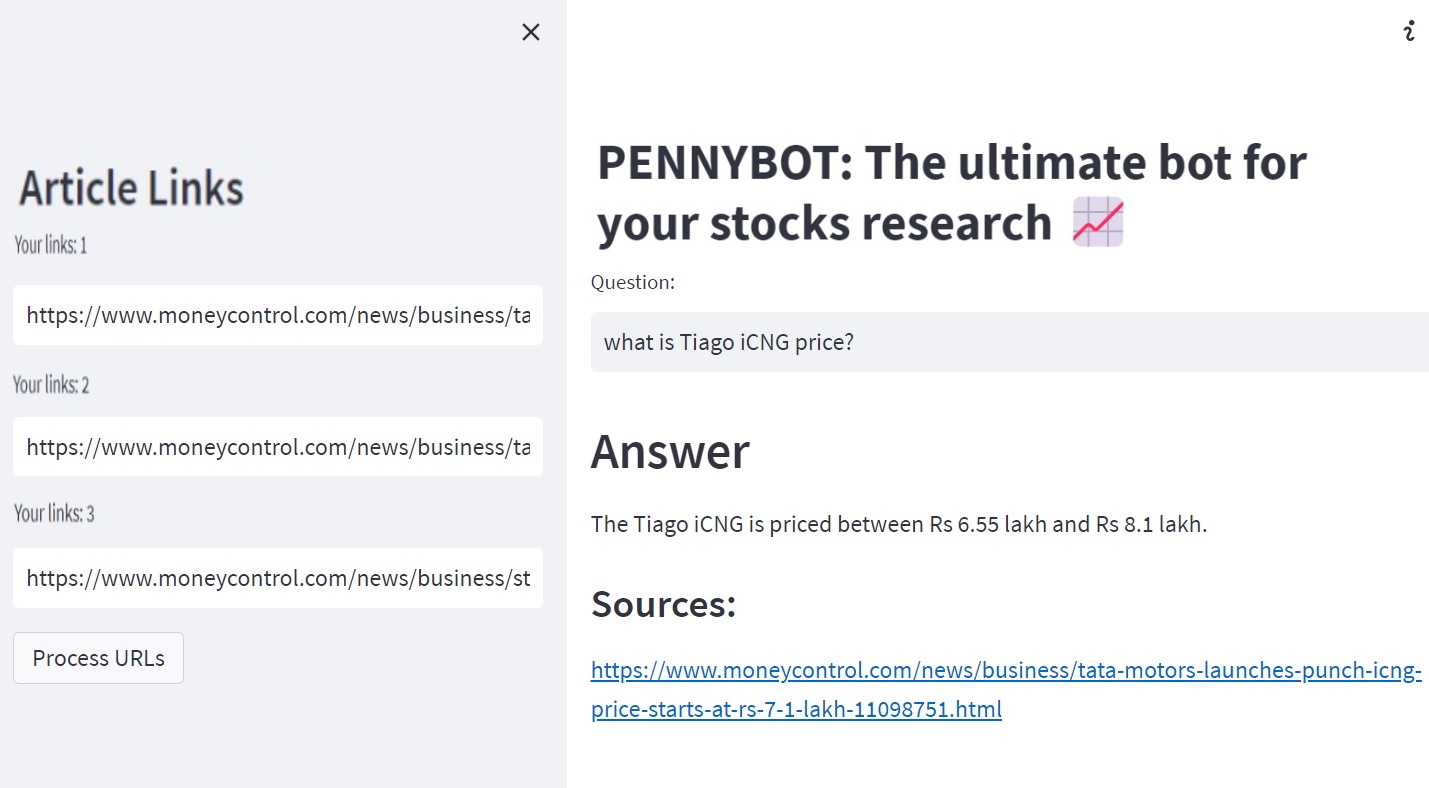 Article Links
Your links: 1
https://www.moneycontrol.com/news/business/ta
Your links: 2
https://www.moneycontrol.com/news/business/ta
Your links: 3
https://www.moneycontrol.com/news/business/st
Process URLs
PENNYBOT: The ultimate bot for
your stocks research
Question:
what is Tiago iCNG price?
Answer
The Tiago iCNG is priced between Rs 6.55 lakh and Rs 8.1 lakh.
Sources:
https://www.moneycontrol.com/news/business/tata-motors-launches-punch-icng-
price-starts-at-rs-7-1-lakh-11098751.html